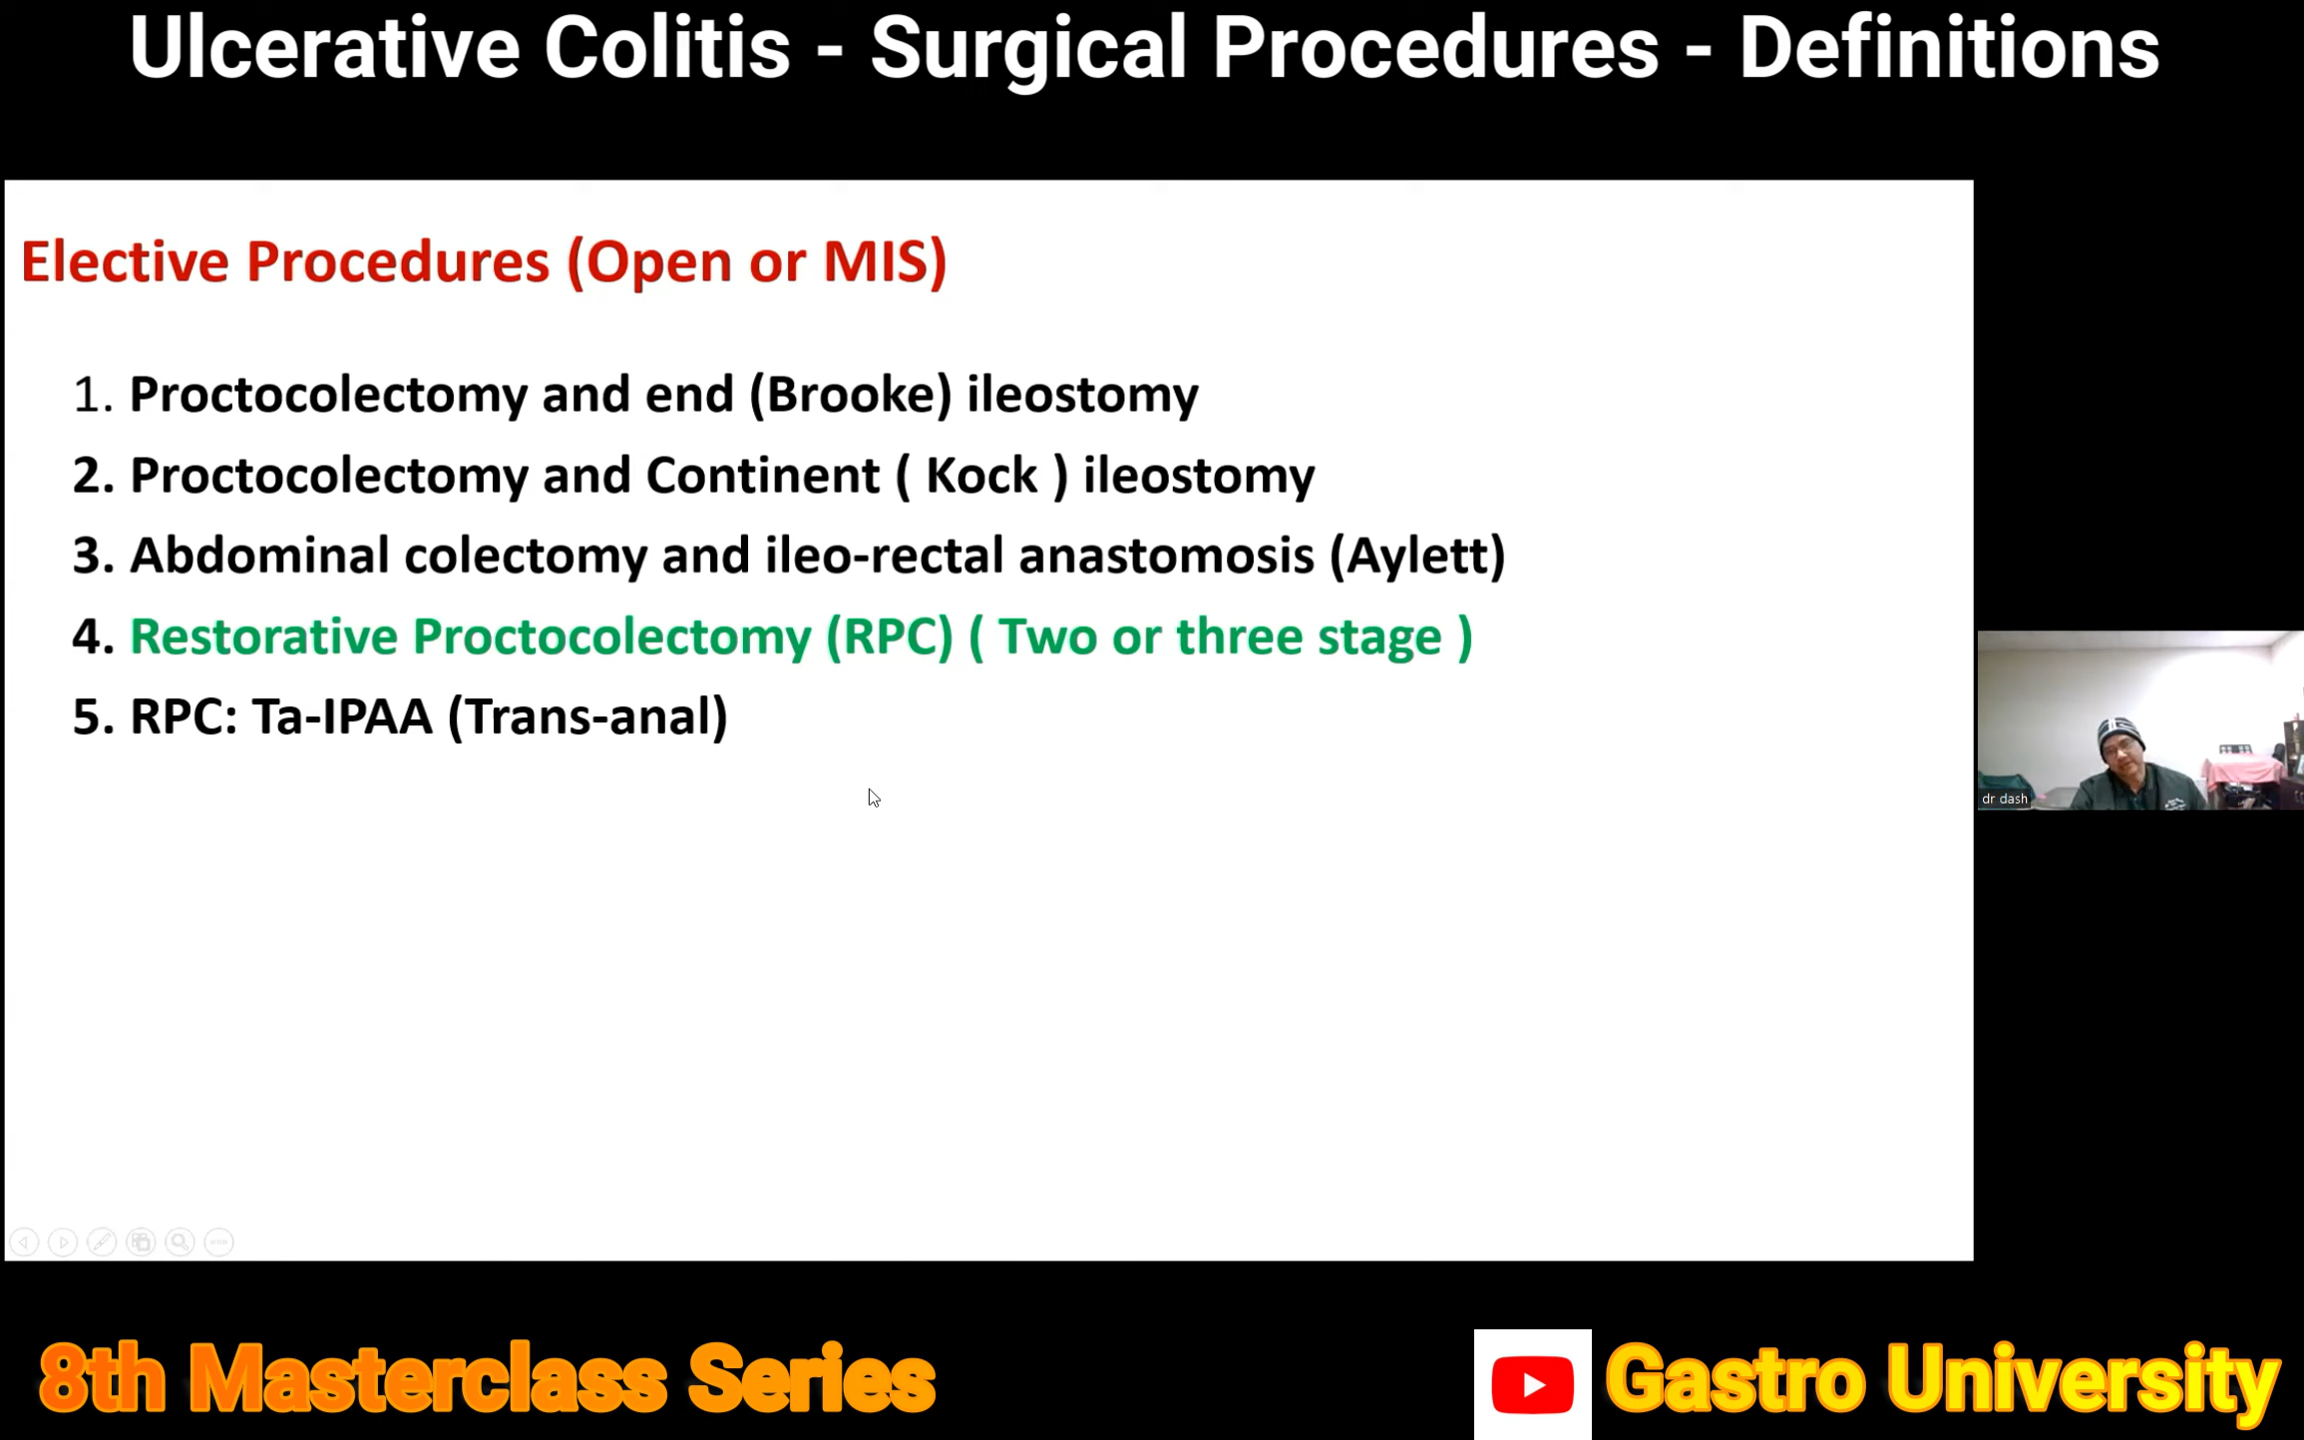 Ulcerative Colitis - Surgical Procedures - Definitions
Elective Procedures (Open or MIS)
1. Proctocolectomy and end (Brooke) ileostomy
2. Proctocolectomy and Continent ( Kock ) ileostomy
3. Abdominal colectomy and ileo-rectal anastomosis (Aylett)
4. Restorative Proctocolectomy (RPC) ( Two or three stage )
5. RPC: Ta-IPAA (Trans-anal)
dr dash
8th Masterclass Series
Gastro University